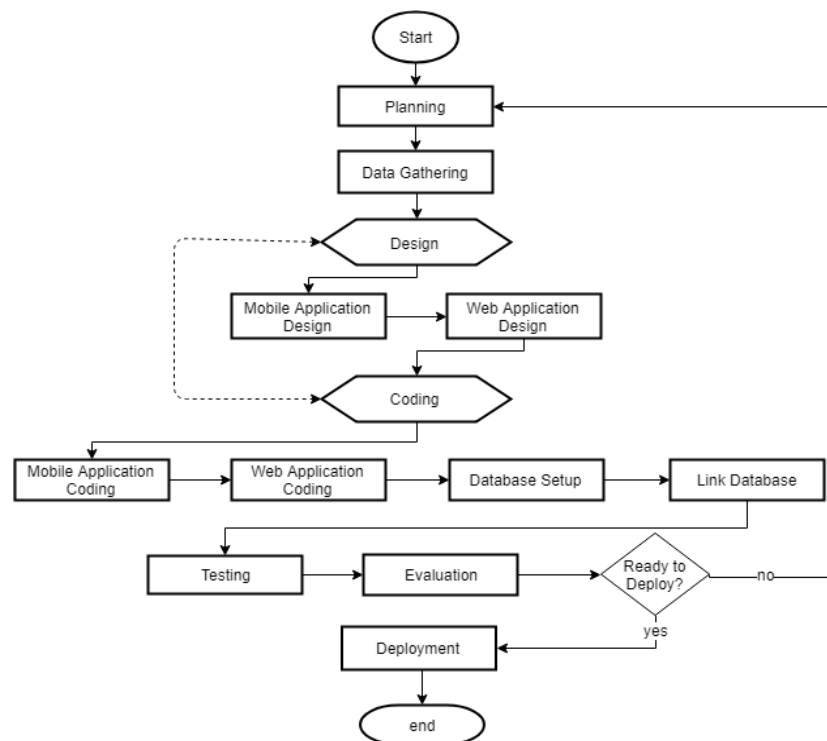 Start
Planning
Data Gathering
Design
Mobile Application
Design
Web Application
Design
Coding
Mobile Application
Coding
Web Application
Coding
Database Setup
Link Database
Testing
Evaluation
Ready to
Deploy?
no
yes
Deployment
end